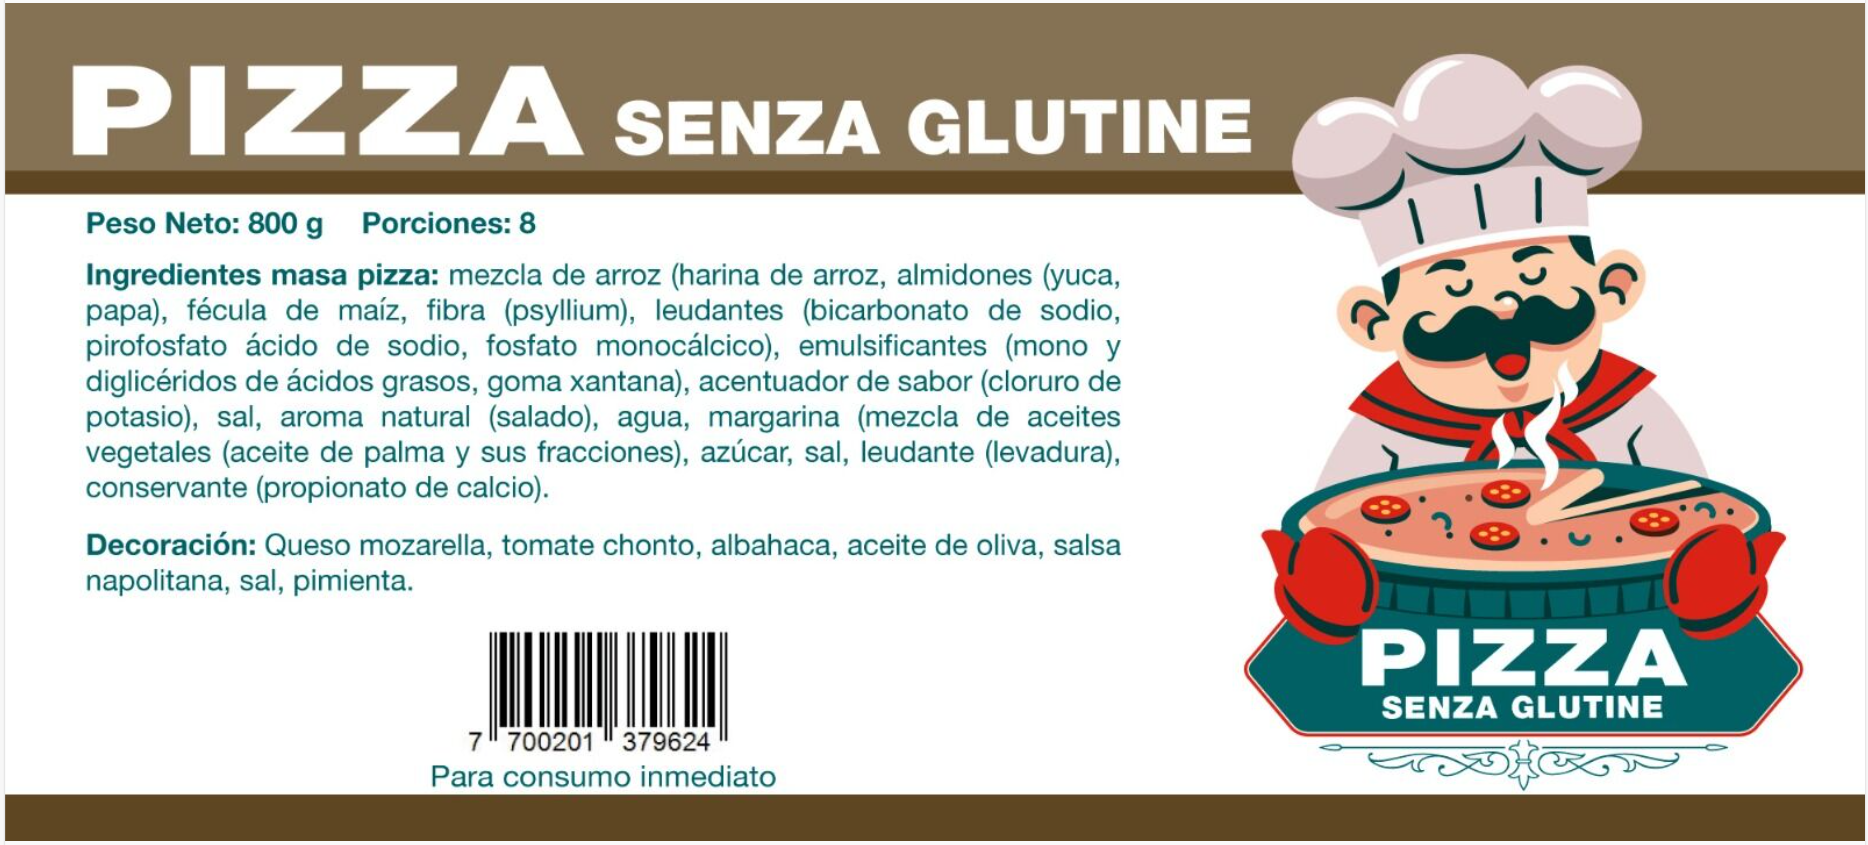 PIZZA SENZA GLUTINE
Peso Neto: 800 g Porciones: 8
Ingredientes masa pizza: mezcla de arroz (harina de arroz, almidones (yuca,
papa), fécula de maíz, fibra (psyllium), leudantes (bicarbonato de sodio,
pirofosfato ácido de sodio, fosfato monocálcico), emulsificantes (mono y
diglicéridos de ácidos grasos, goma xantana), acentuador de sabor (cloruro de
potasio), sal, aroma natural (salado), agua, margarina (mezcla de aceites
vegetales (aceite de palma y sus fracciones), azúcar, sal, leudante (levadura),
conservante (propionato de calcio).
Decoración: Queso mozarella, tomate chonto, albahaca, aceite de oliva, salsa
napolitana, sal, pimienta.
7 700201 379624
Para consumo inmediato
PIZZA
SENZA GLUTINE